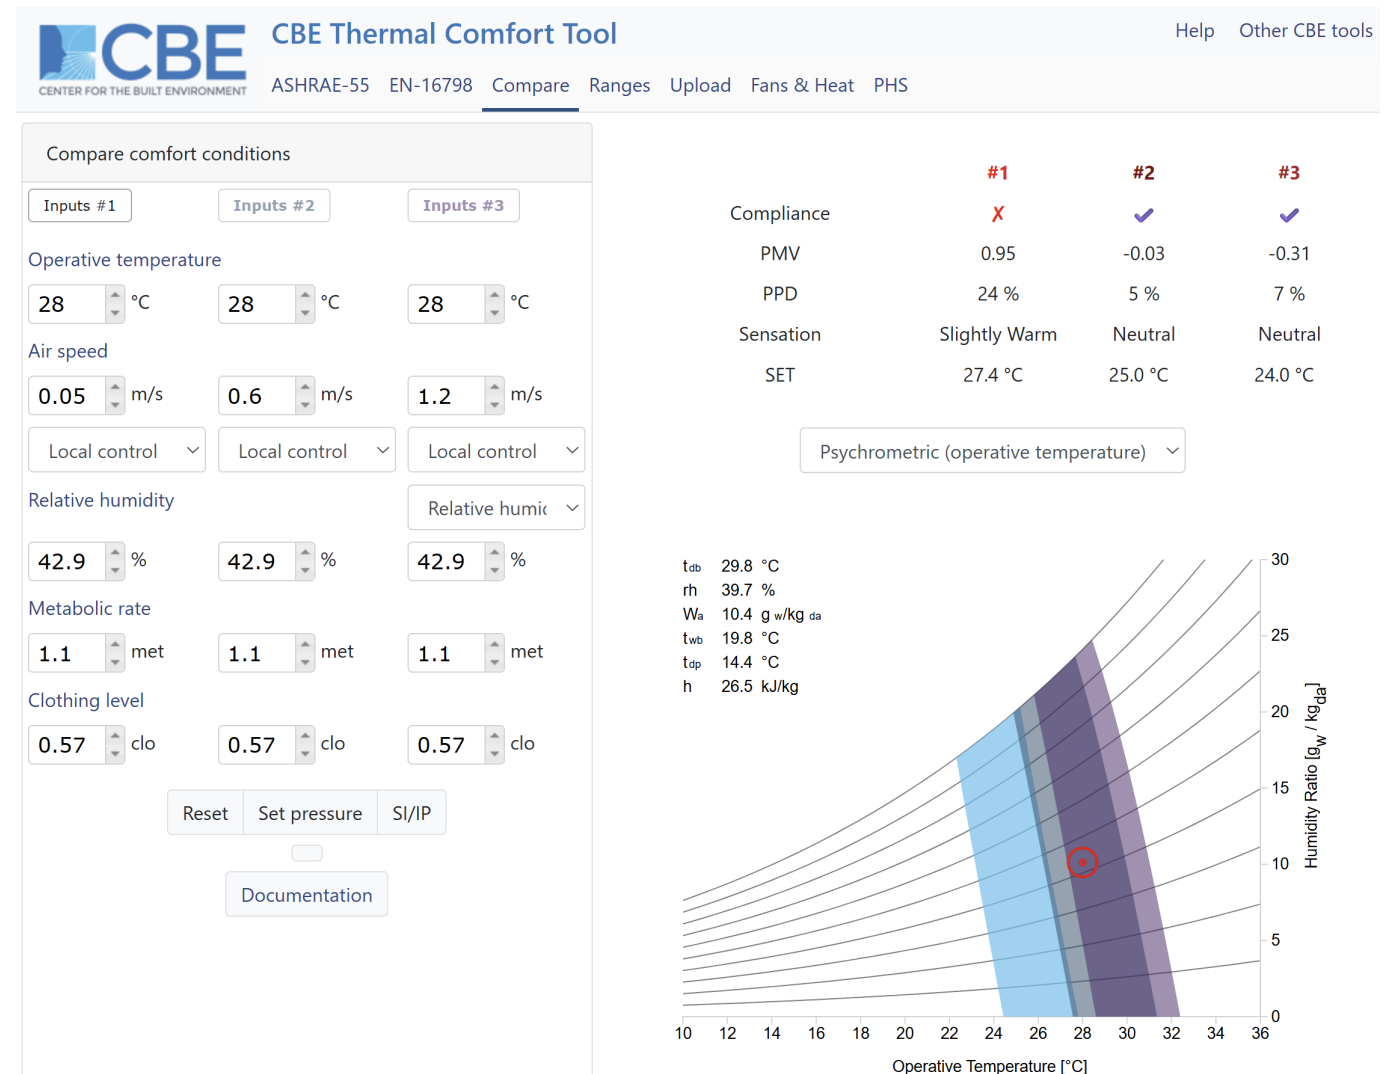 CBE
CENTER FOR THE BUILT ENVIRONMENT
CBE Thermal Comfort Tool
Help Other CBE tools
ASHRAE-55 EN-16798 Compare Ranges Upload Fans & Heat PHS
Compare comfort conditions
Inputs #1 Inputs #2 Inputs #3
Operative temperature
28 °C 28 °C 28 °C
Air speed
0.05 m/s 0.6 m/s 1.2 m/s
Local control Local control Local control
Relative humidity Relative humic
42.9 % 42.9 % 42.9 %
Metabolic rate
1.1 met 1.1 met 1.1 met
Clothing level
0.57 clo 0.57 clo 0.57 clo
Reset Set pressure SI/IP
Documentation
#1 #2 #3
Compliance ✗ ✔ ✔
PMV 0.95 -0.03 -0.31
PPD 24 % 5 % 7 %
Sensation Slightly Warm Neutral Neutral
SET 27.4 °C 25.0 °C 24.0 °C
Psychrometric (operative temperature)
tdb 29.8 °C
rh 39.7 %
Wa 10.4 g w/kg da
twb 19.8 °C
tdp 14.4 °C
h 26.5 kJ/kg
30
25
20
15
10
5
0
Humidity Ratio [gw / kgda]
10 12 14 16 18 20 22 24 26 28 30 32 34 36
Operative Temperature [°C]